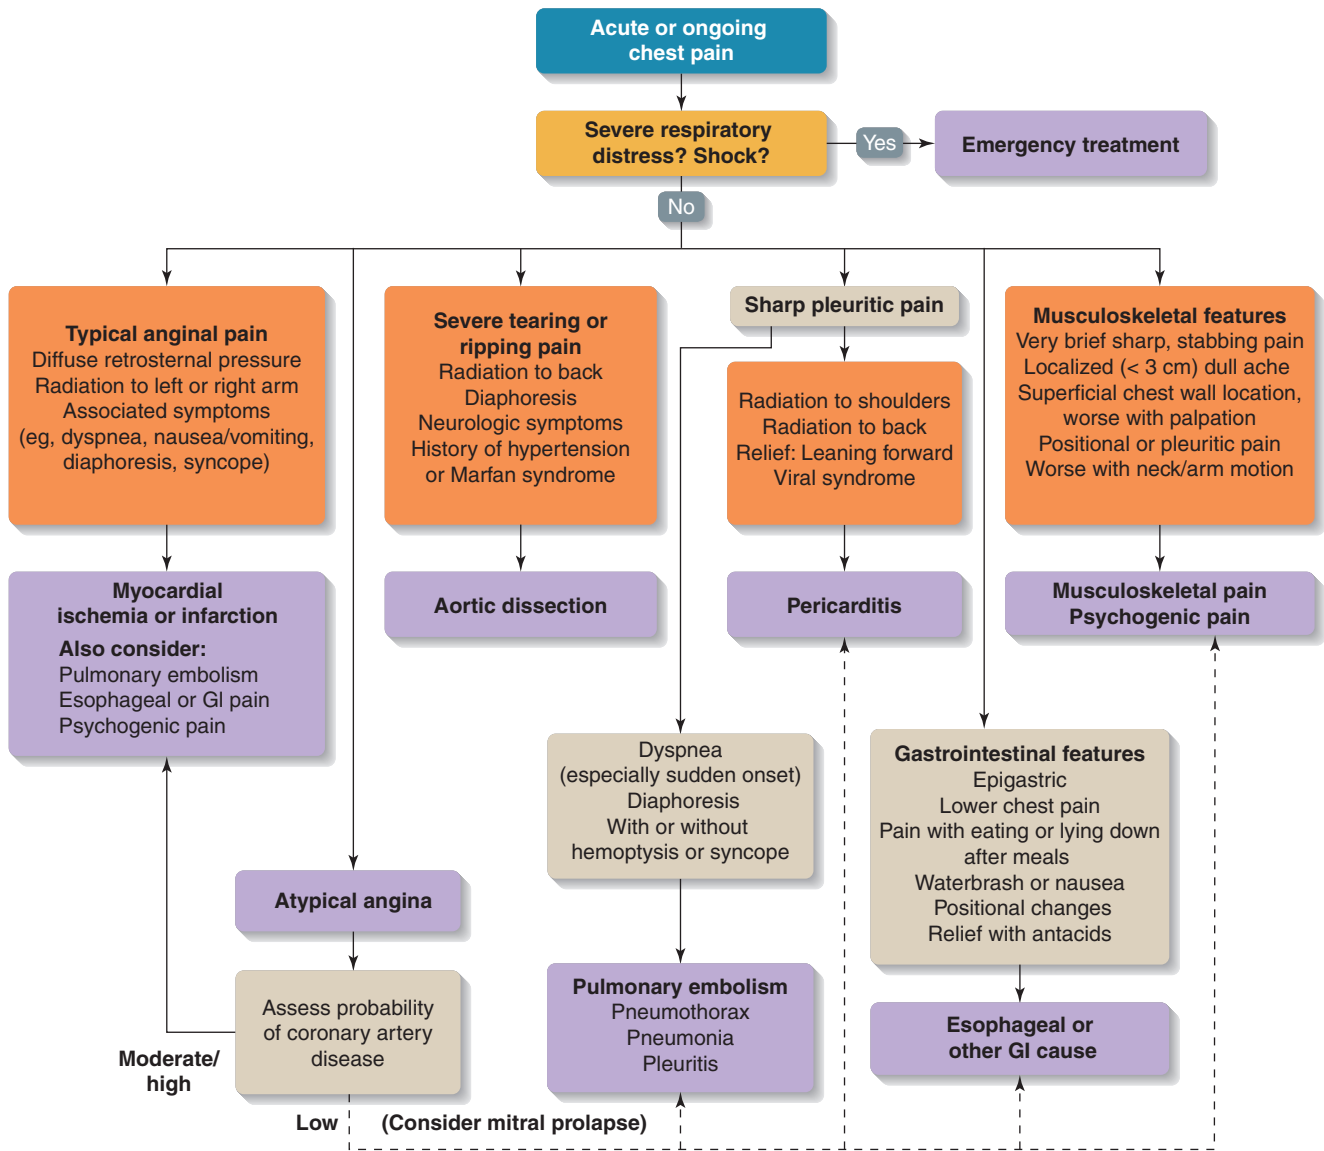 Acute or ongoing
chest pain
Severe respiratory
distress? Shock?
Yes
Emergency treatment
No
Typical anginal pain
Diffuse retrosternal pressure
Radiation to left or right arm
Associated symptoms
(eg, dyspnea, nausea/vomiting,
diaphoresis, syncope)
Severe tearing or
ripping pain
Radiation to back
Diaphoresis
Neurologic symptoms
History of hypertension
or Marfan syndrome
Sharp pleuritic pain
Radiation to shoulders
Radiation to back
Relief: Leaning forward
Viral syndrome
Musculoskeletal features
Very brief sharp, stabbing pain
Localized (< 3 cm) dull ache
Superficial chest wall location,
worse with palpation
Positional or pleuritic pain
Worse with neck/arm motion
Myocardial
ischemia or infarction
Also consider:
Pulmonary embolism
Esophageal or GI pain
Psychogenic pain
Aortic dissection
Pericarditis
Musculoskeletal pain
Psychogenic pain
Dyspnea
(especially sudden onset)
Diaphoresis
With or without
hemoptysis or syncope
Gastrointestinal features
Epigastric
Lower chest pain
Pain with eating or lying down
after meals
Waterbrash or nausea
Positional changes
Relief with antacids
Atypical angina
Assess probability
of coronary artery
disease
Pulmonary embolism
Pneumothorax
Pneumonia
Pleuritis
Esophageal or
other GI cause
Moderate/
high
Low
(Consider mitral prolapse)